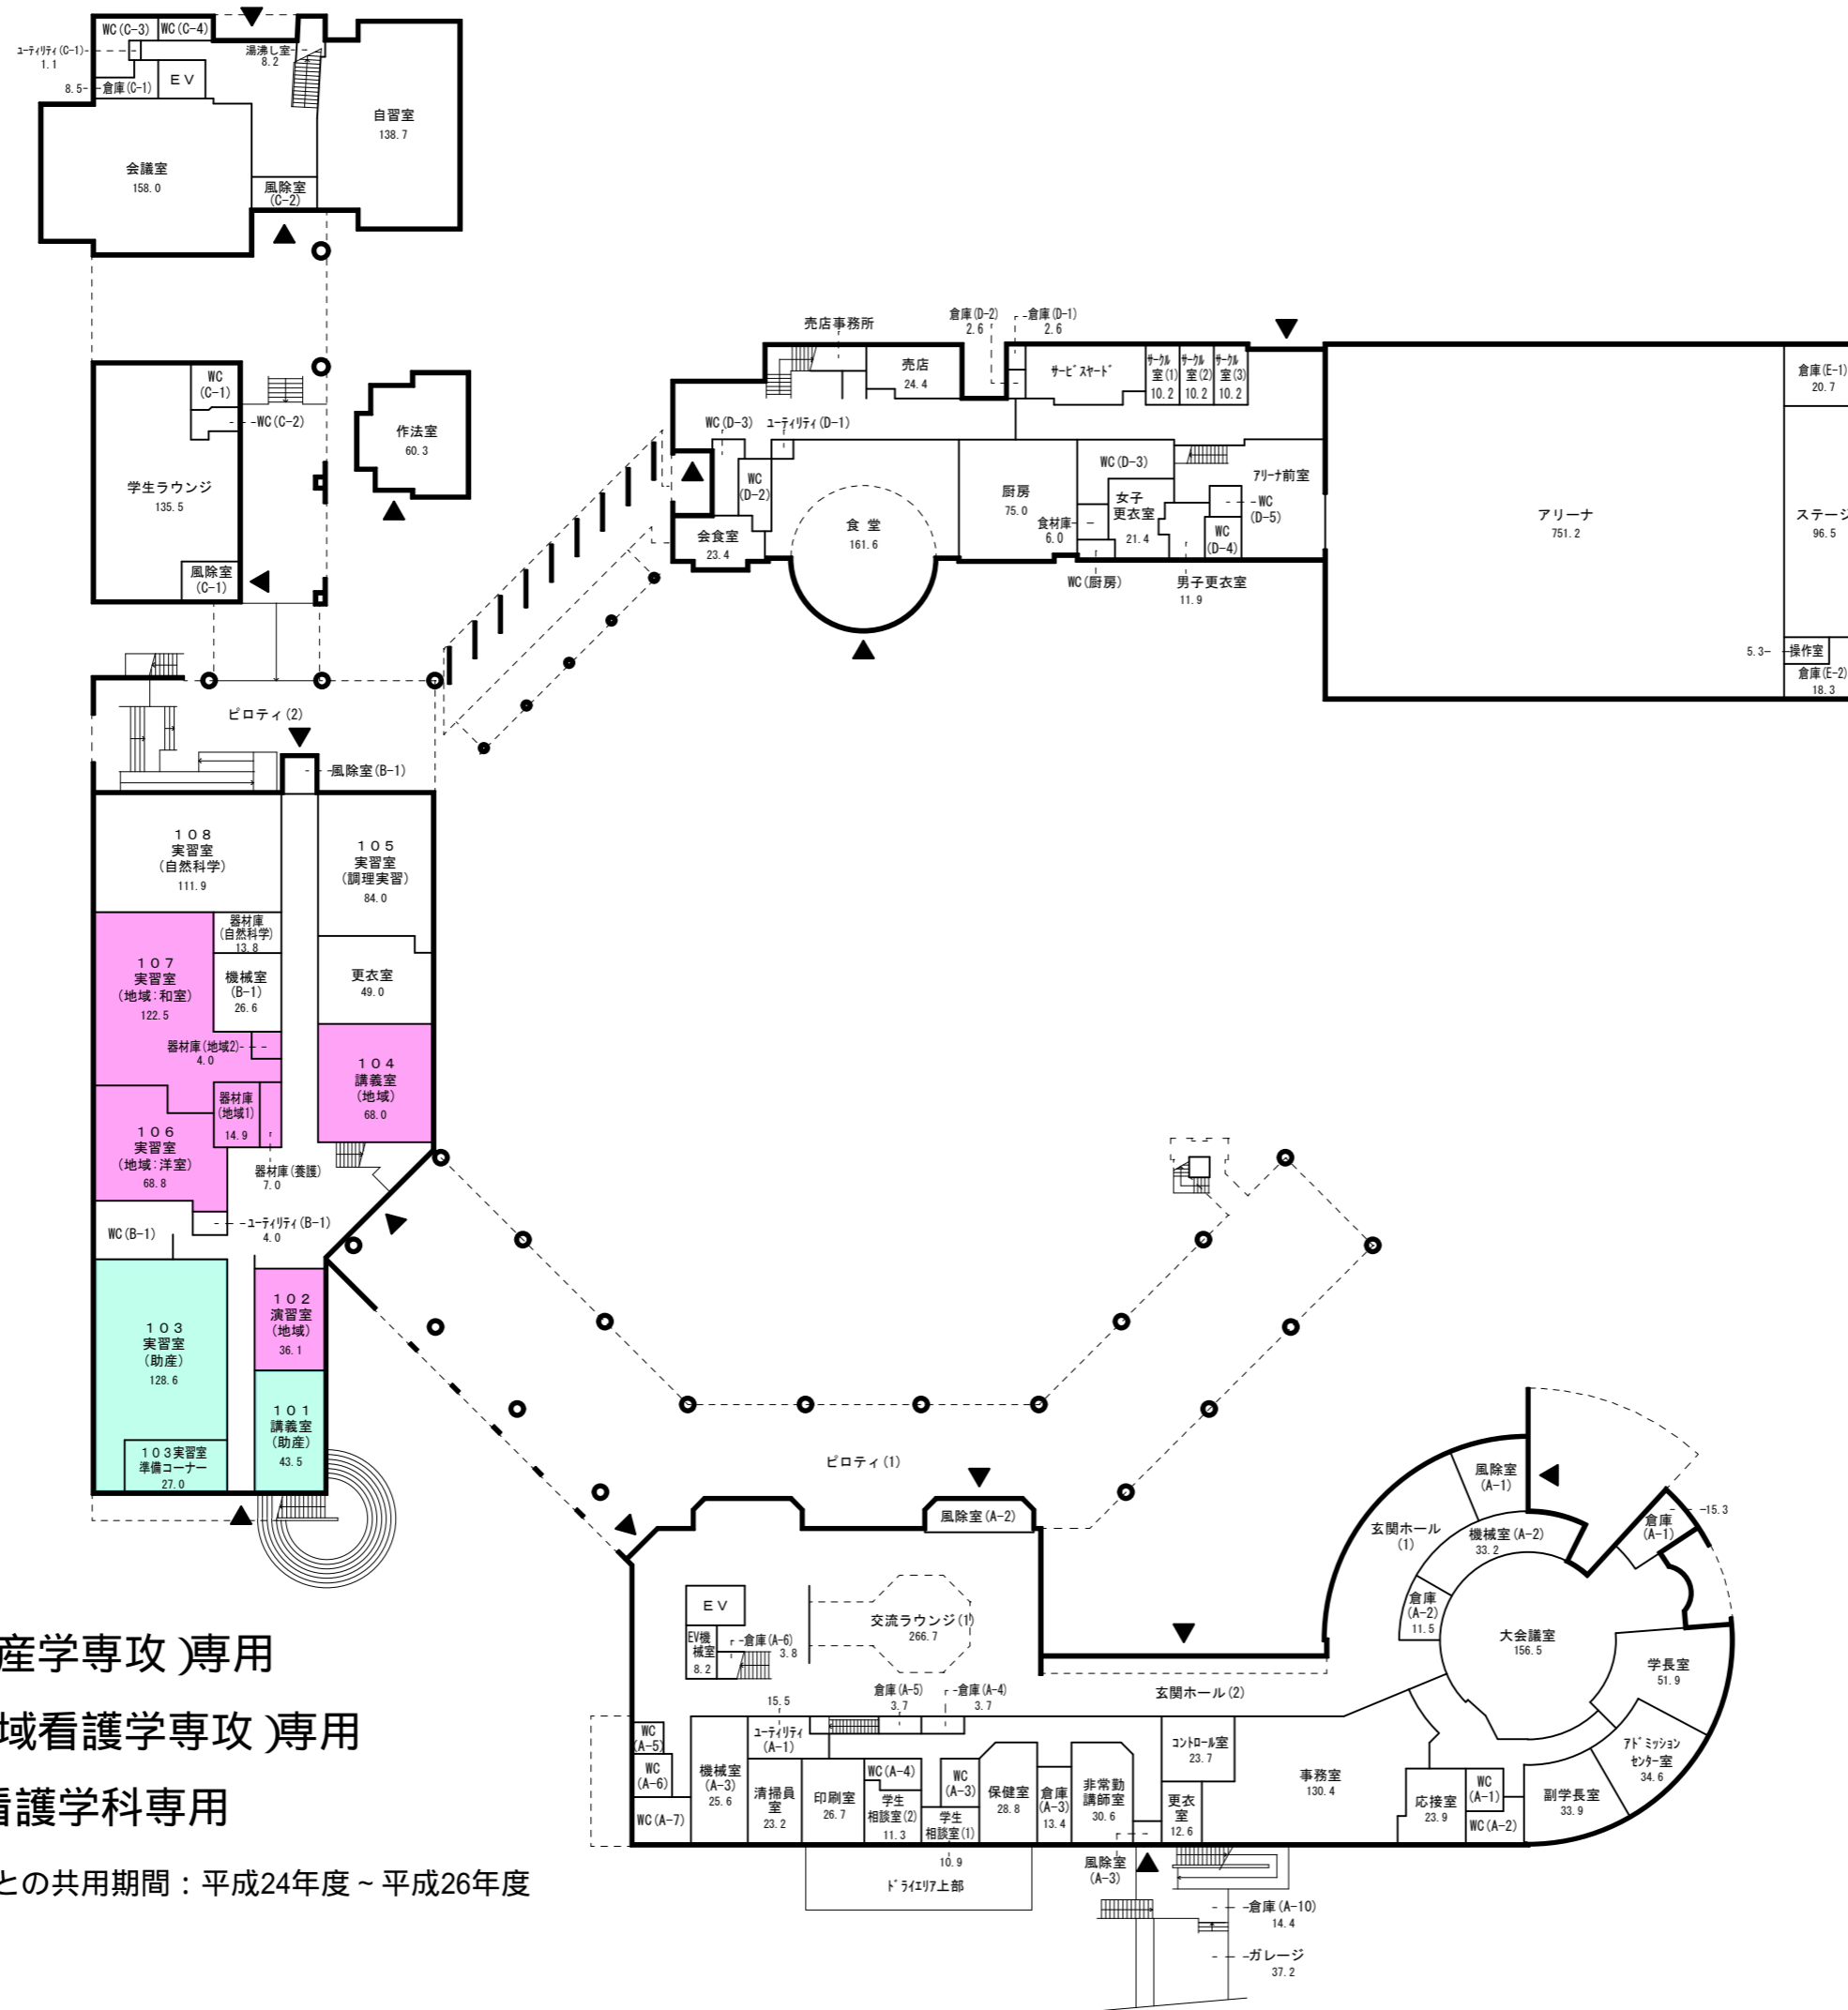 WC(C-3)
WC(C-4)
ﾕｰﾃｨﾘﾃｨ(C-1)
1.1
湯沸し室
8.2
8.5
倉庫(C-1)
ＥＶ
自習室
138.7
会議室
158.0
風除室
(C-2)
WC
(C-1)
WC(C-2)
学生ラウンジ
135.5
風除室
(C-1)
作法室
60.3
売店事務所
売店
24.4
倉庫(D-2)
2.6
倉庫(D-1)
2.6
ｻｰﾋﾞｽﾔｰﾄﾞ
ｻｰｸﾙ
室(1)
10.2
ｻｰｸﾙ
室(2)
10.2
ｻｰｸﾙ
室(3)
10.2
WC(D-3)
ﾕｰﾃｨﾘﾃｨ(D-1)
WC
(D-2)
会食室
23.4
食 堂
161.6
厨房
75.0
食材庫
6.0
WC(D-3)
女子
更衣室
21.4
WC(厨房)
男子更衣室
11.9
ｱﾘｰﾅ前室
WC
(D-5)
WC
(D-4)
アリーナ
751.2
倉庫(E-1)
20.7
ステージ
96.5
5.3
操作室
倉庫(E-2)
18.3
ピロティ(2)
風除室(B-1)
１０８
実習室
(自然科学)
111.9
１０５
実習室
(調理実習)
84.0
器材庫
(自然科学)
13.8
１０７
実習室
(地域:和室)
122.5
機械室
(B-1)
26.6
更衣室
49.0
器材庫(地域2)
4.0
１０４
講義室
(地域)
68.0
器材庫
(地域1)
14.9
１０６
実習室
(地域:洋室)
68.8
器材庫(養護)
7.0
ﾕｰﾃｨﾘﾃｨ(B-1)
4.0
WC(B-1)
１０２
演習室
(地域)
36.1
１０３
実習室
(助産)
128.6
１０１
講義室
(助産)
43.5
１０３実習室
準備コーナー
27.0
ピロティ(1)
風除室(A-2)
風除室
(A-1)
15.3
倉庫
(A-1)
玄関ホール
(1)
機械室(A-2)
33.2
倉庫
(A-2)
11.5
大会議室
156.5
学長室
51.9
ｱﾄﾞﾐｯｼｮﾝ
ｾﾝﾀｰ室
34.6
副学長室
33.9
ＥＶ
EV機
械室
8.2
倉庫(A-6)
3.8
交流ラウンジ(1)
266.7
玄関ホール(2)
15.5
倉庫(A-5)
3.7
倉庫(A-4)
3.7
WC
(A-5)
WC
(A-6)
WC(A-7)
機械室
(A-3)
25.6
ﾕｰﾃｨﾘﾃｨ
(A-1)
清掃員
室
23.2
印刷室
26.7
WC(A-4)
学生
相談室(2)
11.3
WC
(A-3)
学生
相談室(1)
10.9
保健室
28.8
倉庫
(A-3)
13.4
非常勤
講師室
30.6
ｺﾝﾄﾛｰﾙ室
23.7
更衣
室
12.6
事務室
130.4
応接室
23.9
WC
(A-1)
WC(A-2)
風除室
(A-3)
ﾄﾞﾗｲｴﾘｱ上部
倉庫(A-10)
14.4
ガレージ
37.2
産学専攻)専用
域看護学専攻)専用
看護学科専用
との共用期間：平成24年度～平成26年度